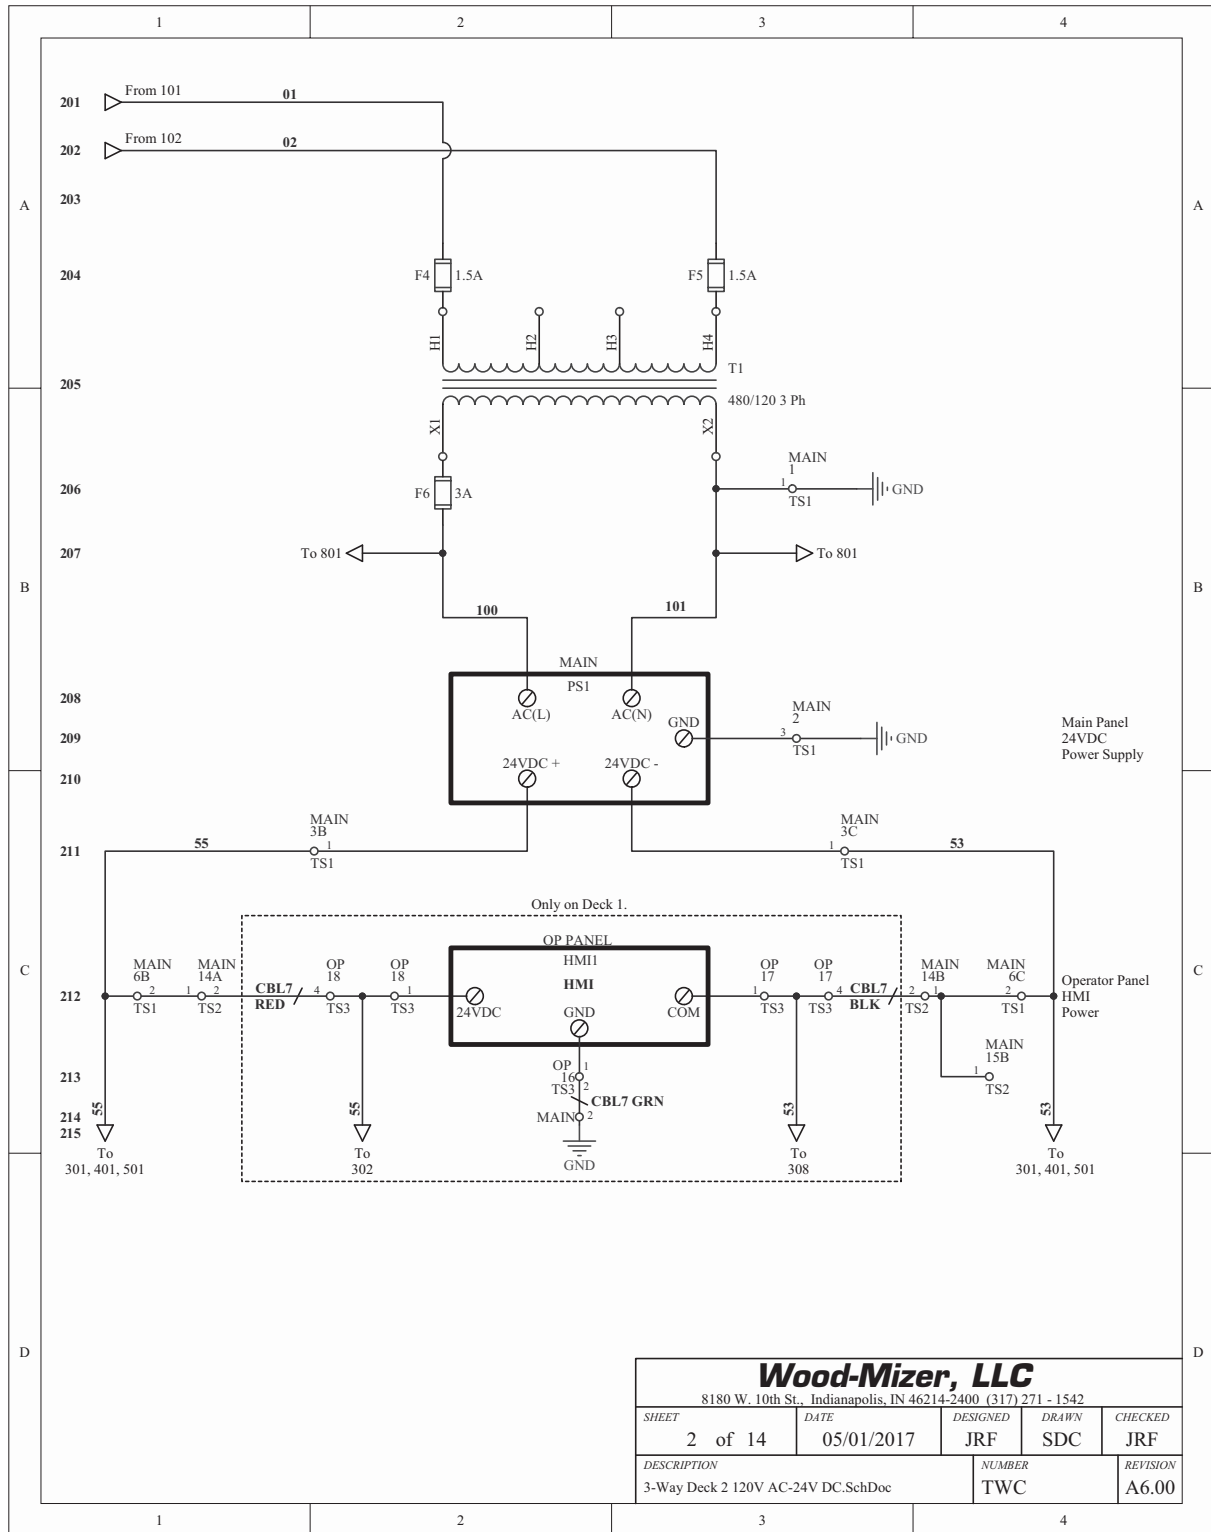 1 2 3 4
201 From 101 01
202 From 102 02
203
A A
204 F4 1.5A F5 1.5A
H1 H2 H3 H4
T1
205
480/120 3 Ph
X1 X2
MAIN
1
206 F6 3A 1 GND
TS1
207 To 801 To 801
B B
100 101
MAIN
PS1
208
AC(L) AC(N)
MAIN
2
GND
209 3 GND
TS1
Main Panel
24VDC
Power Supply
24VDC + 24VDC -
210
MAIN MAIN
3B 3C
211 55 1 1 53
TS1 TS1
Only on Deck 1.
OP PANEL
HMI1
HMI
C C
MAIN MAIN OP OP OP OP MAIN MAIN
6B 14A 18 18 17 17 14B 6C
212 2 1 2 CBL7 4 1 1 4 CBL7 2 1 2
TS1 TS2 RED TS3 TS3 24VDC COM TS3 TS3 BLK TS2 TS1
Operator Panel
HMI
Power
GND
MAIN
15B
213 OP 1 1
16
TS3 2 TS2
CBL7 GRN
214 MAIN 2
215 55 55 53 53
GND
To To To To
301, 401, 501 302 308 301, 401, 501
D D
Wood-Mizer, LLC
8180 W. 10th St., Indianapolis, IN 46214-2400 (317) 271 - 1542
SHEET DATE DESIGNED DRAWN CHECKED
2 of 14 05/01/2017 JRF SDC JRF
DESCRIPTION NUMBER REVISION
3-Way Deck 2 120V AC-24V DC.SchDoc TWC A6.00
1 2 3 4